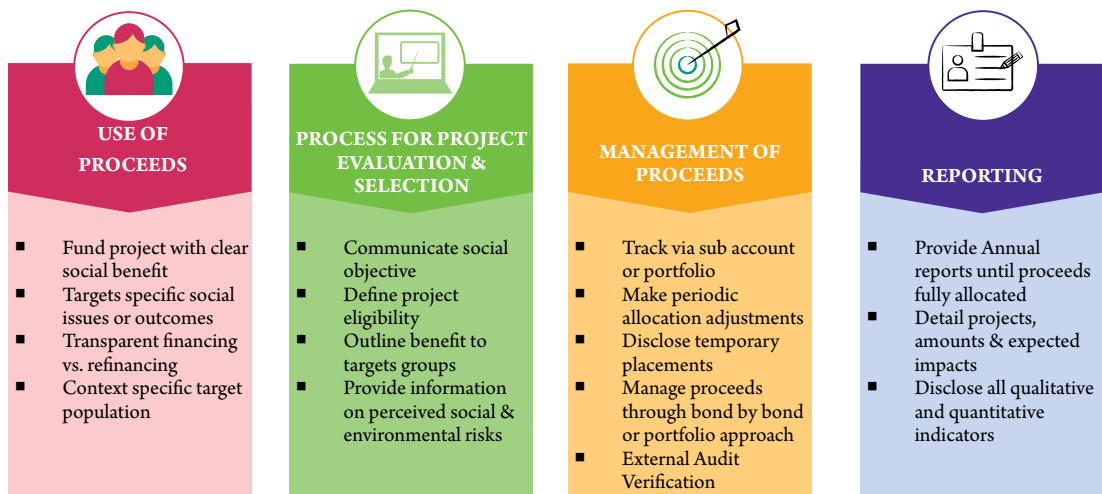 USE OF
PROCEEDS
■ Fund project with clear
social benefit
■ Targets specific social
issues or outcomes
■ Transparent financing
vs. refinancing
■ Context specific target
population
PROCESS FOR PROJECT
EVALUATION &
SELECTION
■ Communicate social
objective
■ Define project
eligibility
■ Outline benefit to
targets groups
■ Provide information
on perceived social &
environmental risks
MANAGEMENT OF
PROCEEDS
■ Track via sub account
or portfolio
■ Make periodic
allocation adjustments
■ Disclose temporary
placements
■ Manage proceeds
through bond by bond
or portfolio approach
■ External Audit
Verification
REPORTING
■ Provide Annual
reports until proceeds
fully allocated
■ Detail projects,
amounts & expected
impacts
■ Disclose all qualitative
and quantitative
indicators